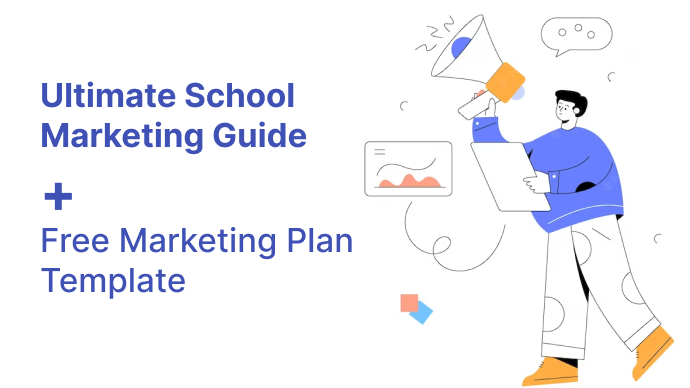 Ultimate School
Marketing Guide
+
Free Marketing Plan
Template